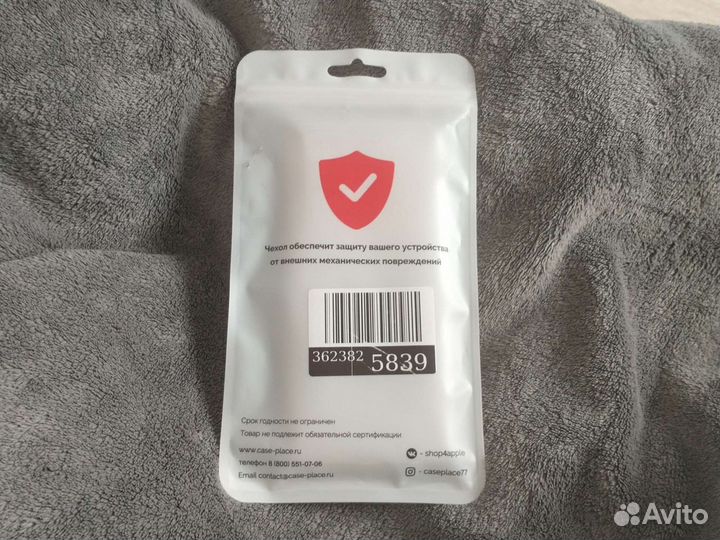 Чехол обеспечит защиту вашего устройства
от внешних механических повреждений
362382 5839
Срок годности не ограничен
Товар не подлежит обязательной сертификации
www.case-place.ru
телефон 8 (800) 551-07-06
Email contact@case-place.ru
- shop4apple
- caseplace77
Avito